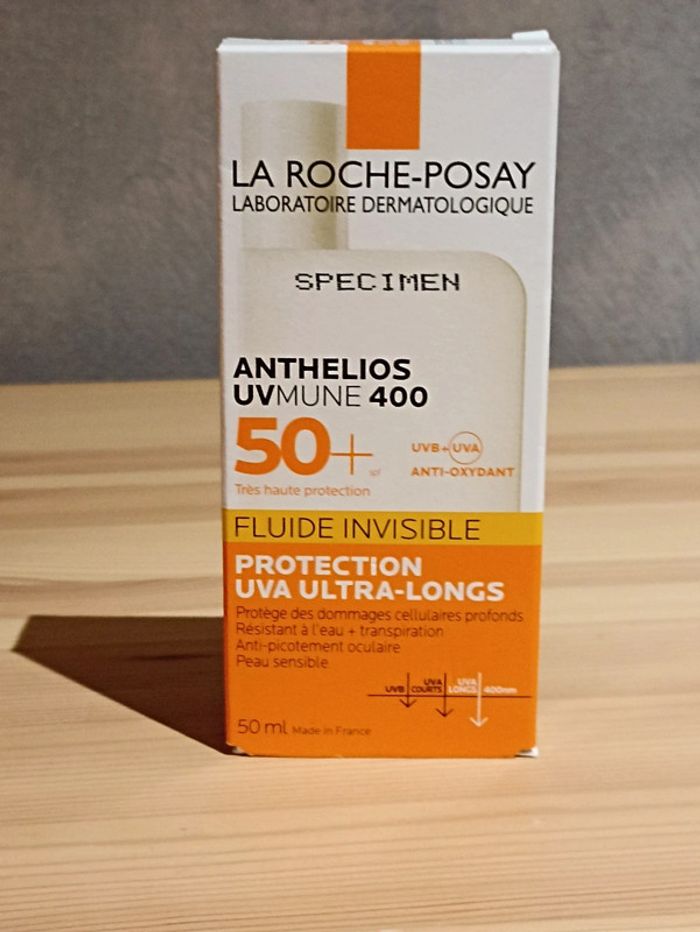 LA ROCHE-POSAY
LABORATOIRE DERMATOLOGIQUE
SPECIMEN
ANTHELIOS
UVMUNE 400
50+ spf
UVB+UVA
ANTI-OXYDANT
Très haute protection
FLUIDE INVISIBLE
PROTECTION
UVA ULTRA-LONGS
Protège des dommages cellulaires profonds
Résistant à l'eau + transpiration
Anti-picotement oculaire
Peau sensible
UVB
UVA COURTS
UVA LONGS
400nm
50 ml Made in France